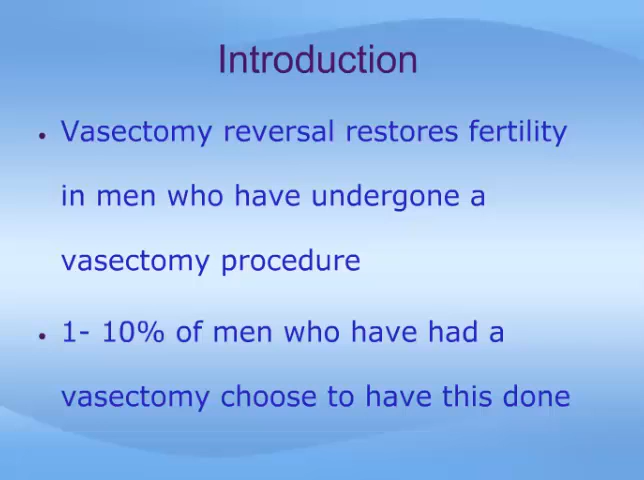 Introduction
• Vasectomy reversal restores fertility
in men who have undergone a
vasectomy procedure
• 1- 10% of men who have had a
vasectomy choose to have this done